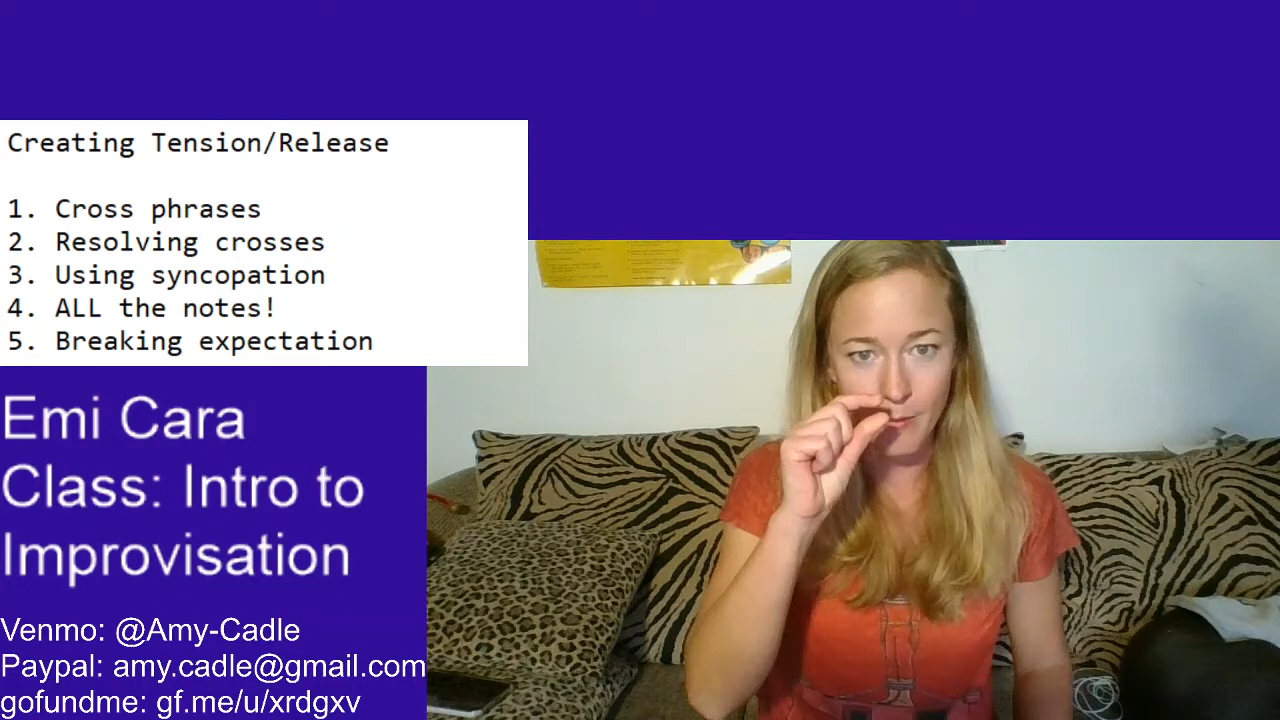 Creating Tension/Release
1. Cross phrases
2. Resolving crosses
3. Using syncopation
4. ALL the notes!
5. Breaking expectation
Emi Cara
Class: Intro to
Improvisation
Venmo: @Amy-Cadle
Paypal: amy.cadle@gmail.com
gofundme: gf.me/u/xrdgxv